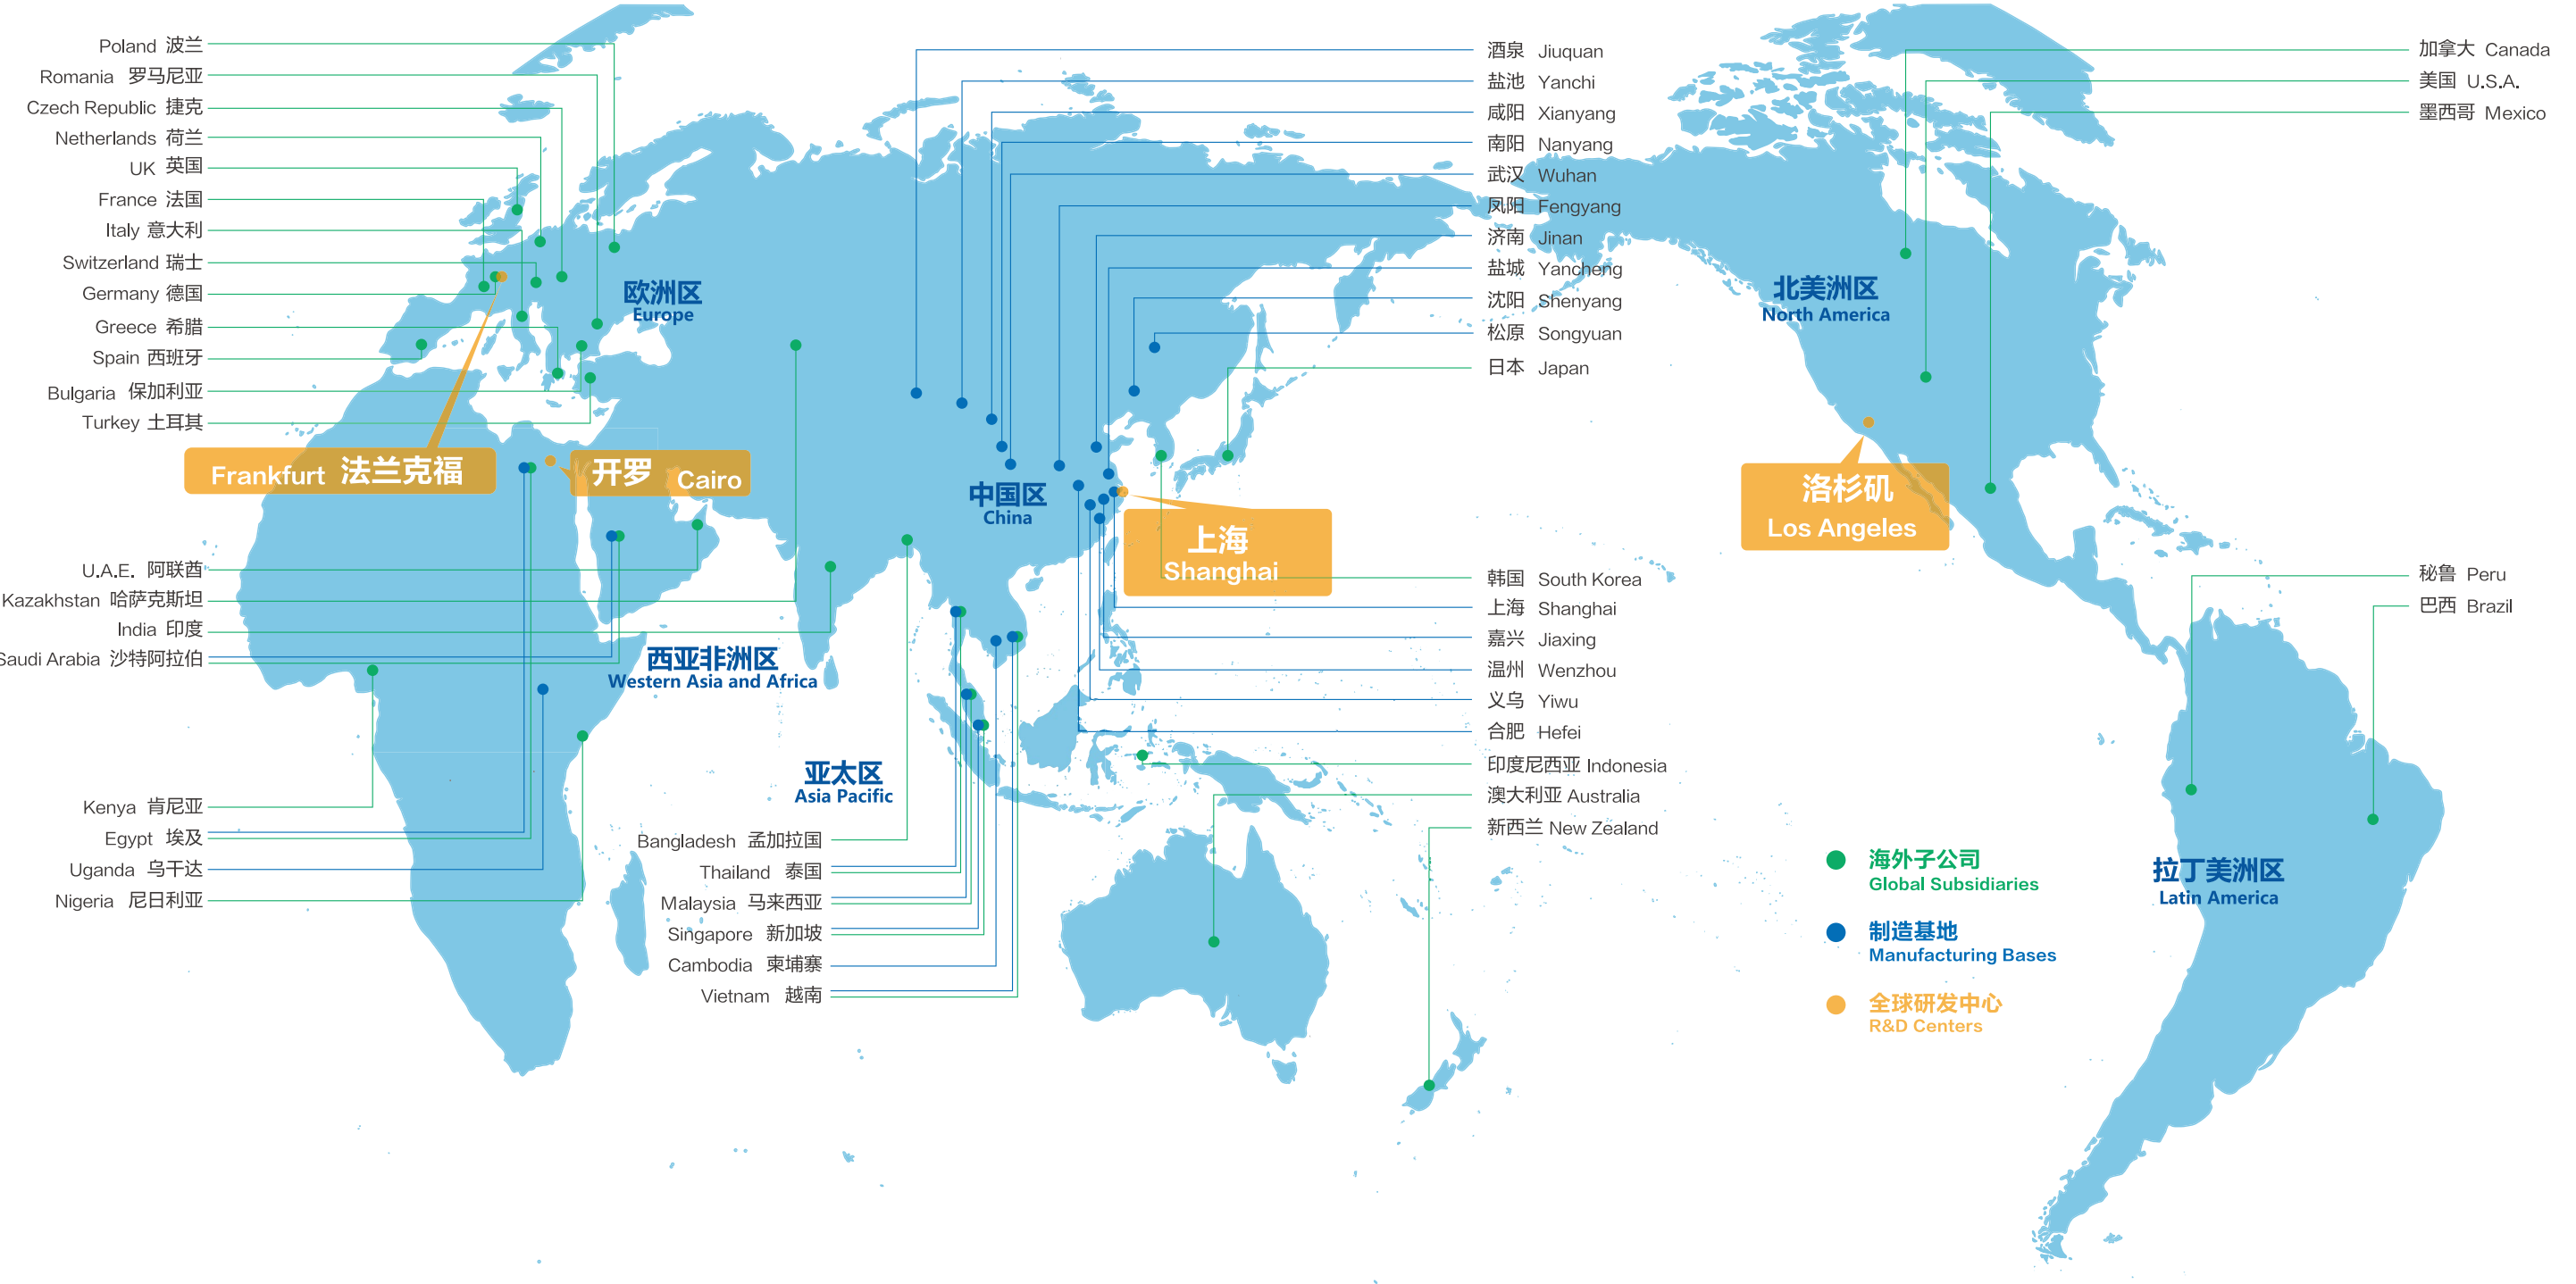 Poland 波兰
Romania 罗马尼亚
Czech Republic 捷克
Netherlands 荷兰
UK 英国
France 法国
Italy 意大利
Switzerland 瑞士
Germany 德国
Greece 希腊
Spain 西班牙
Bulgaria 保加利亚
Turkey 土耳其
Frankfurt 法兰克福
开罗 Cairo
欧洲区
Europe
U.A.E. 阿联酋
Kazakhstan 哈萨克斯坦
India 印度
Saudi Arabia 沙特阿拉伯
西亚非洲区
Western Asia and Africa
Kenya 肯尼亚
Egypt 埃及
Uganda 乌干达
Nigeria 尼日利亚
亚太区
Asia Pacific
Bangladesh 孟加拉国
Thailand 泰国
Malaysia 马来西亚
Singapore 新加坡
Cambodia 柬埔寨
Vietnam 越南
中国区
China
上海
Shanghai
酒泉 Jiuquan
盐池 Yanchi
咸阳 Xianyang
南阳 Nanyang
武汉 Wuhan
凤阳 Fengyang
济南 Jinan
盐城 Yancheng
沈阳 Shenyang
松原 Songyuan
日本 Japan
韩国 South Korea
上海 Shanghai
嘉兴 Jiaxing
温州 Wenzhou
义乌 Yiwu
合肥 Hefei
印度尼西亚 Indonesia
澳大利亚 Australia
新西兰 New Zealand
加拿大 Canada
美国 U.S.A.
墨西哥 Mexico
北美洲区
North America
洛杉矶
Los Angeles
秘鲁 Peru
巴西 Brazil
拉丁美洲区
Latin America
海外子公司
Global Subsidiaries
制造基地
Manufacturing Bases
全球研发中心
R&D Centers